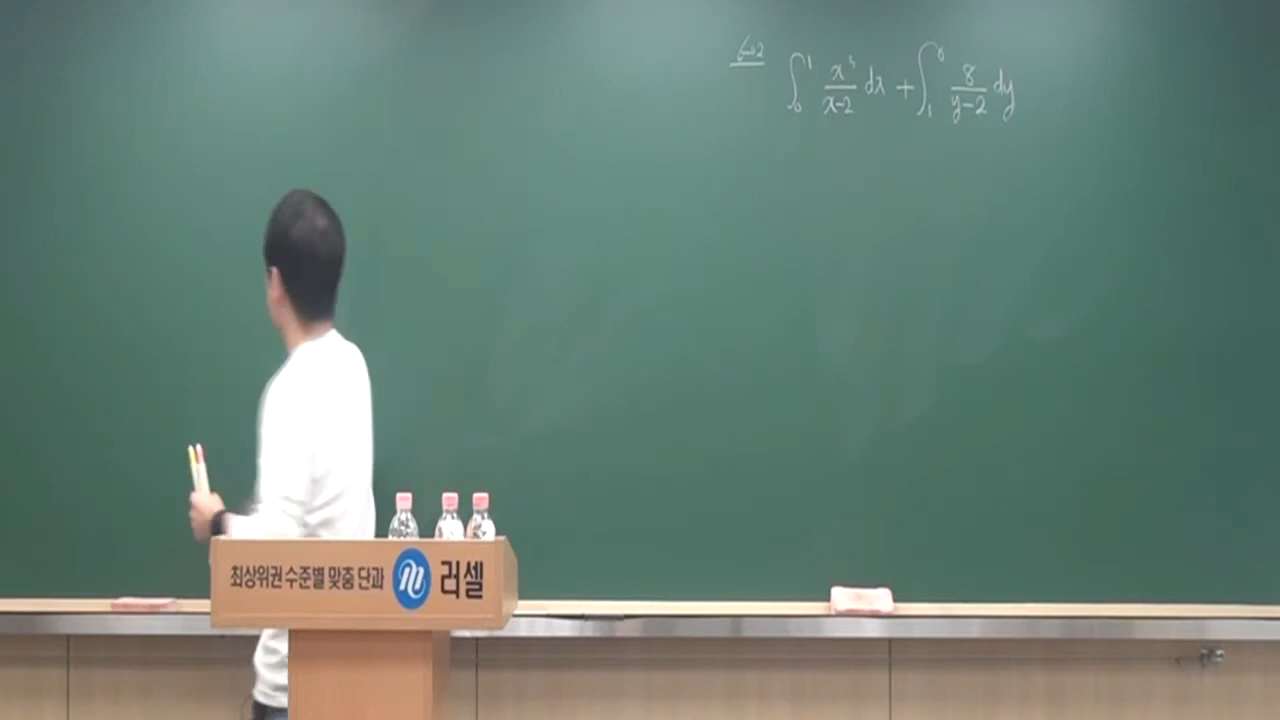 ∫₀¹ x³/(x-2) dx + ∫₁⁰ 8/(y-2) dy
최상위권 수준별 맞춤 단과 러셀